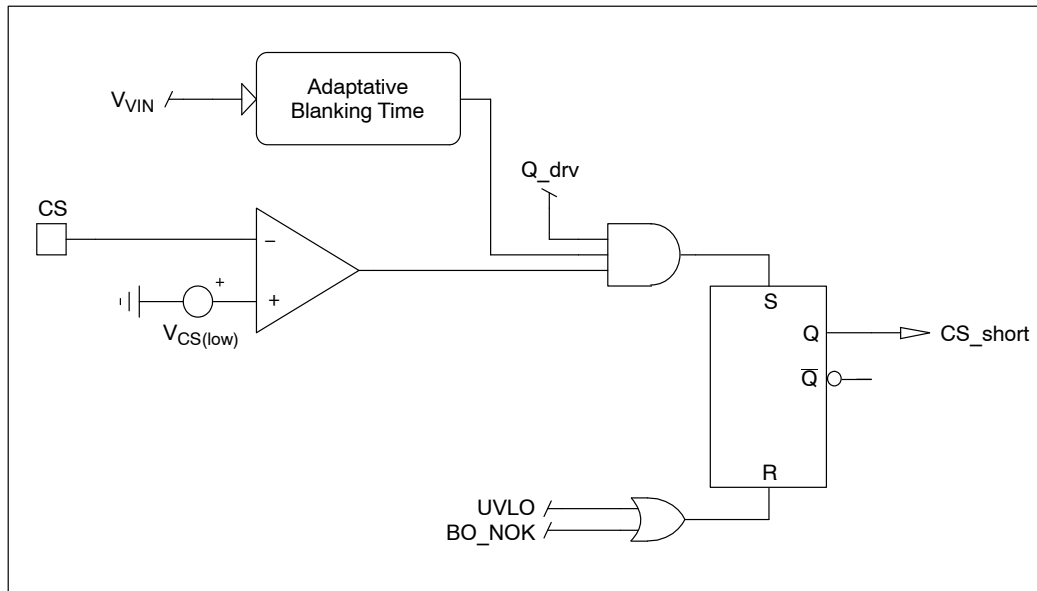 Adaptative
Blanking Time
V_VIN
Q_drv
CS
−
+
+
V_CS(low)
S
Q
CS_short
Q̅
R
UVLO
BO_NOK